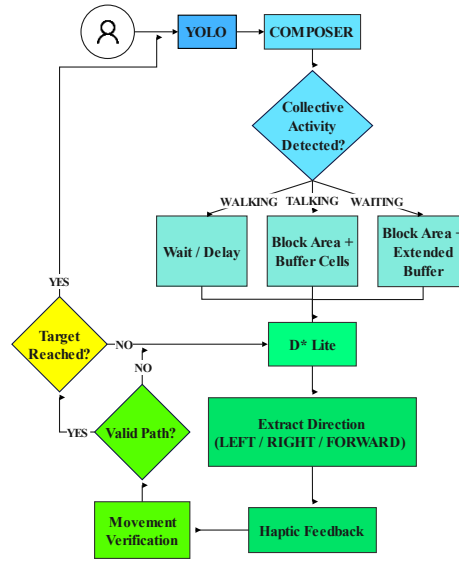 YOLO
COMPOSER
Collective
Activity
Detected?
WALKING
TALKING
WAITING
Wait / Delay
Block Area +
Buffer Cells
Block Area +
Extended
Buffer
YES
Target
Reached?
NO
D* Lite
NO
YES
Valid Path?
Extract Direction
(LEFT / RIGHT / FORWARD)
Movement
Verification
Haptic Feedback